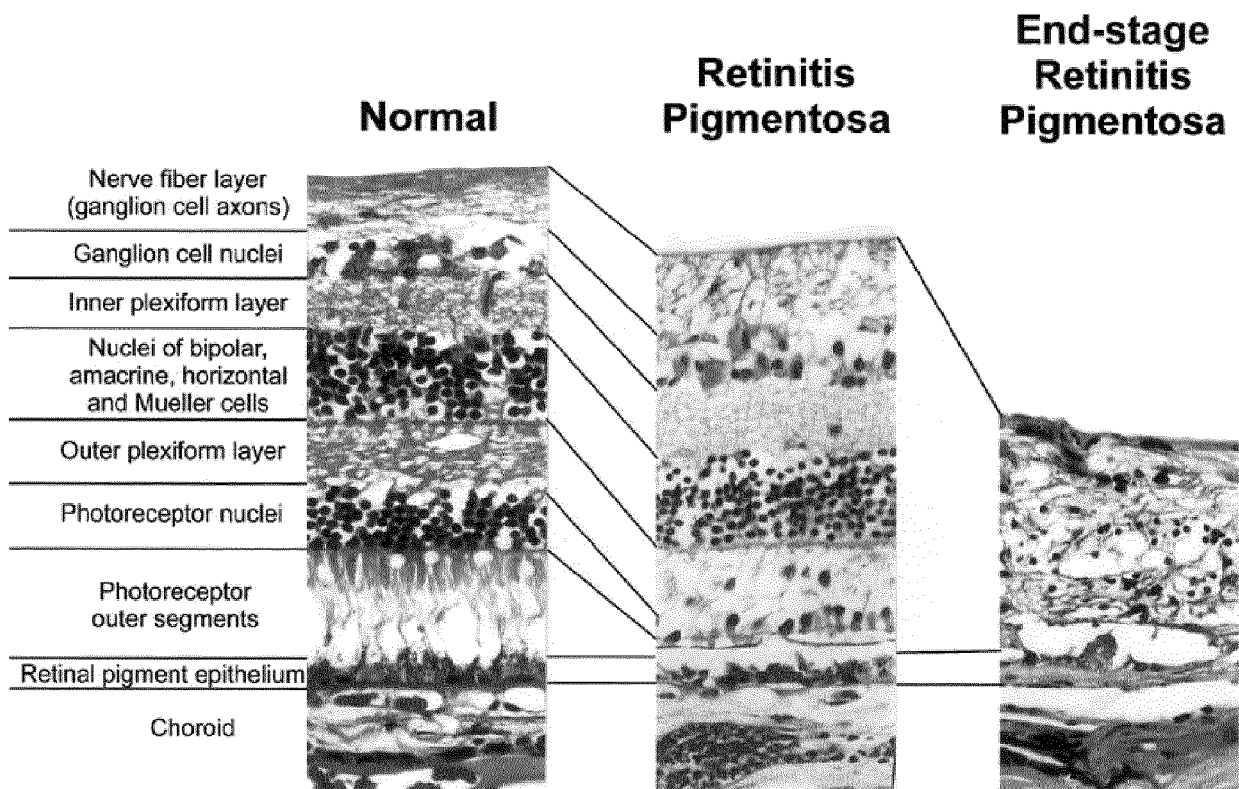 Normal
Retinitis
Pigmentosa
End-stage
Retinitis
Pigmentosa
Nerve fiber layer
(ganglion cell axons)
Ganglion cell nuclei
Inner plexiform layer
Nuclei of bipolar,
amacrine, horizontal
and Mueller cells
Outer plexiform layer
Photoreceptor nuclei
Photoreceptor
outer segments
Retinal pigment epithelium
Choroid